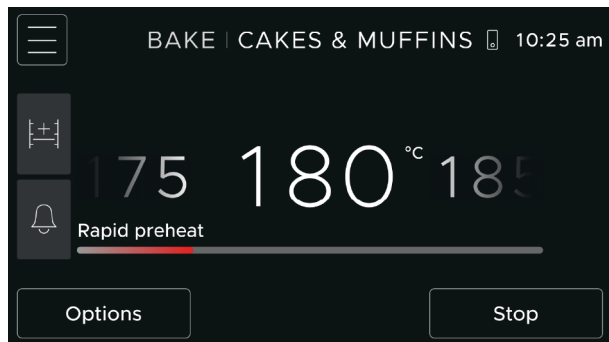 BAKE | CAKES & MUFFINS 10:25 am
175 180 °C 185
Rapid preheat
Options Stop